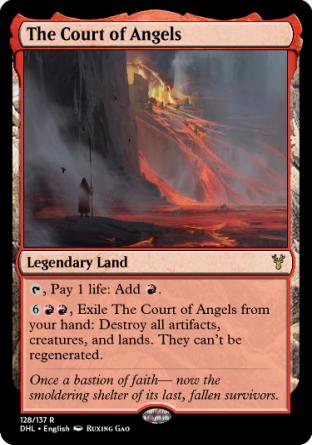 The Court of Angels
Legendary Land
, Pay 1 life: Add .
6, Exile The Court of Angels from
your hand: Destroy all artifacts,
creatures, and lands. They can't be
regenerated.
Once a bastion of faith— now the
smoldering shelter of its last, fallen survivors.
128/137 R
DHL • English Ruxing Gao